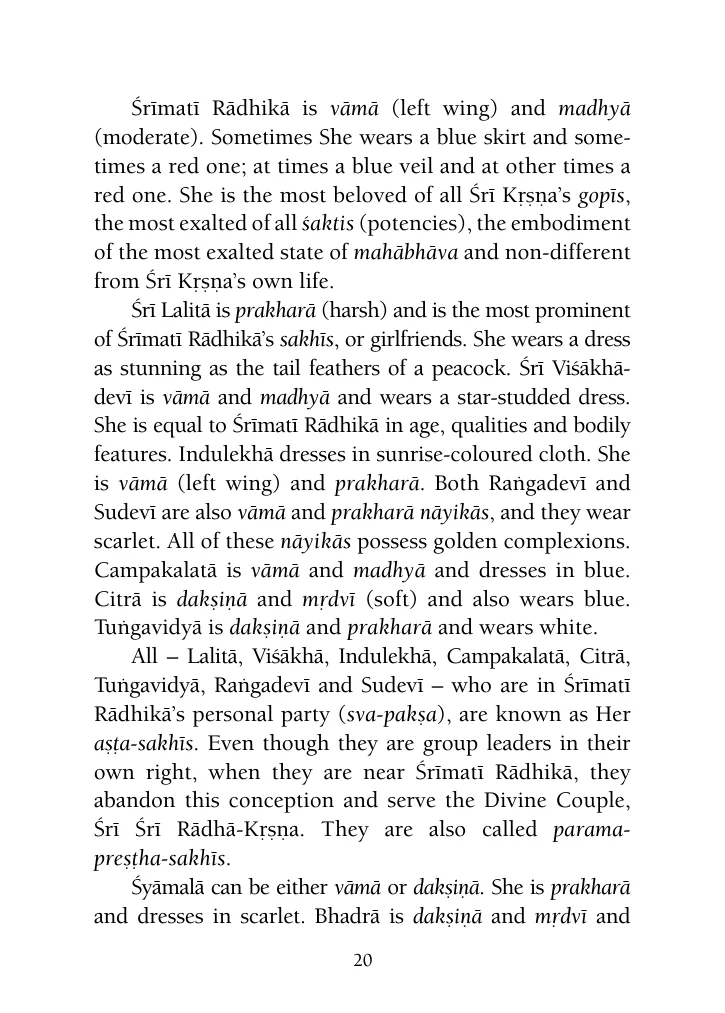 Śrīmatī Rādhikā is vāmā (left wing) and madhyā
(moderate). Sometimes She wears a blue skirt and some-
times a red one; at times a blue veil and at other times a
red one. She is the most beloved of all Śrī Kṛṣṇa’s gopīs,
the most exalted of all śaktis (potencies), the embodiment
of the most exalted state of mahābhāva and non-different
from Śrī Kṛṣṇa’s own life.
Śrī Lalitā is prakharā (harsh) and is the most prominent
of Śrīmatī Rādhikā’s sakhīs, or girlfriends. She wears a dress
as stunning as the tail feathers of a peacock. Śrī Viśākhā-
devī is vāmā and madhyā and wears a star-studded dress.
She is equal to Śrīmatī Rādhikā in age, qualities and bodily
features. Indulekhā dresses in sunrise-coloured cloth. She
is vāmā (left wing) and prakharā. Both Raṅgadevī and
Sudevī are also vāmā and prakharā nāyikās, and they wear
scarlet. All of these nāyikās possess golden complexions.
Campakalatā is vāmā and madhyā and dresses in blue.
Citrā is dakṣiṇā and mṛdvī (soft) and also wears blue.
Tuṅgavidyā is dakṣiṇā and prakharā and wears white.
All – Lalitā, Viśākhā, Indulekhā, Campakalatā, Citrā,
Tuṅgavidyā, Raṅgadevī and Sudevī – who are in Śrīmatī
Rādhikā’s personal party (sva-pakṣa), are known as Her
aṣṭa-sakhīs. Even though they are group leaders in their
own right, when they are near Śrīmatī Rādhikā, they
abandon this conception and serve the Divine Couple,
Śrī Śrī Rādhā-Kṛṣṇa. They are also called parama-
preṣṭha-sakhīs.
Śyāmalā can be either vāmā or dakṣiṇā. She is prakharā
and dresses in scarlet. Bhadrā is dakṣiṇā and mṛdvī and
20